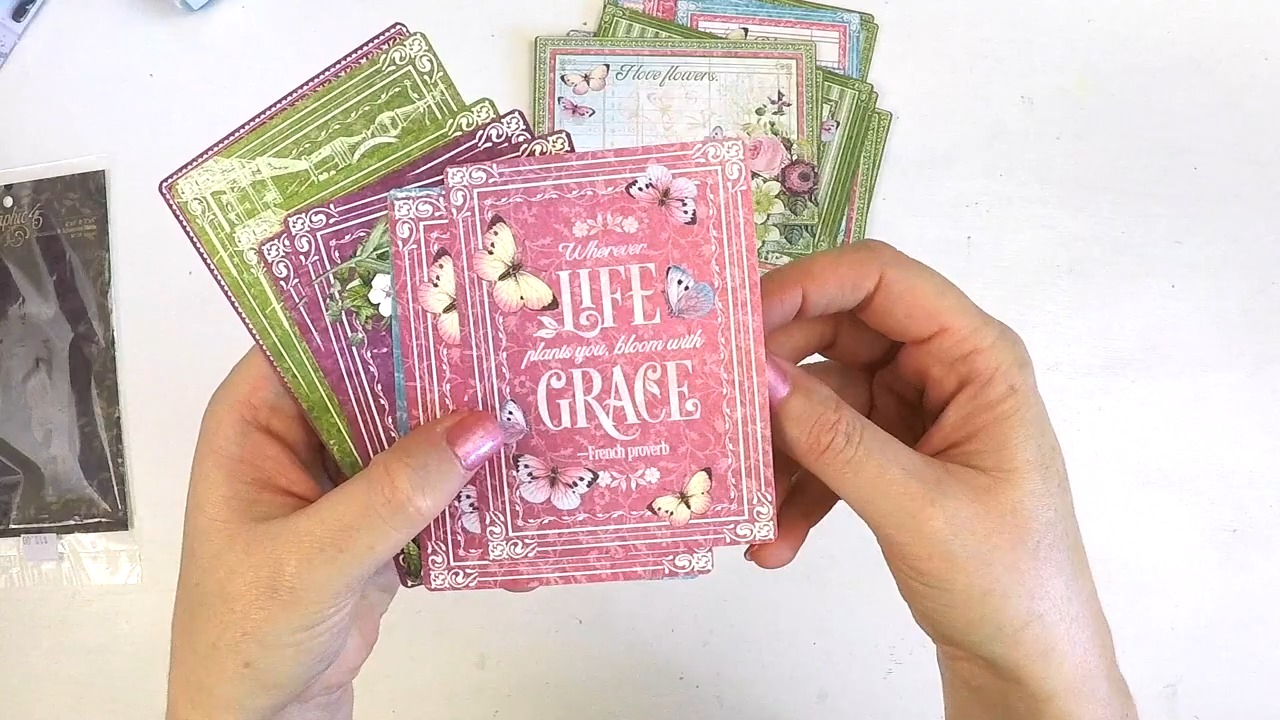 I love flowers.
Wherever
LIFE
plants you, bloom with
GRACE
—French proverb